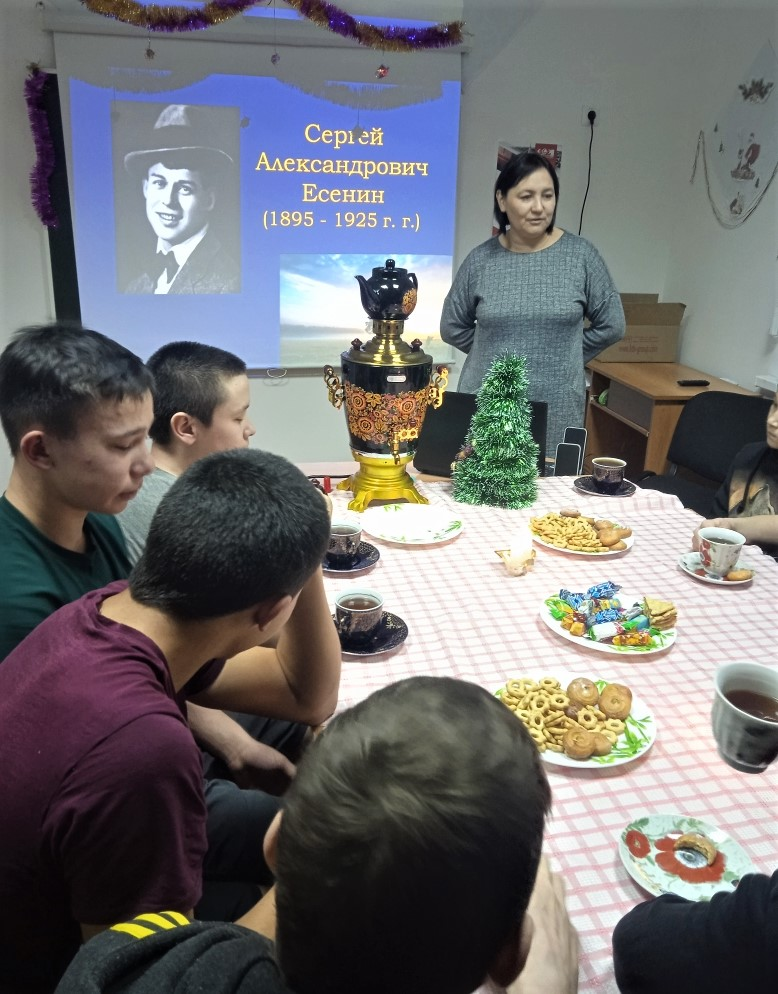 Сергей
Александрович
Есенин
(1895 - 1925 г. г.)